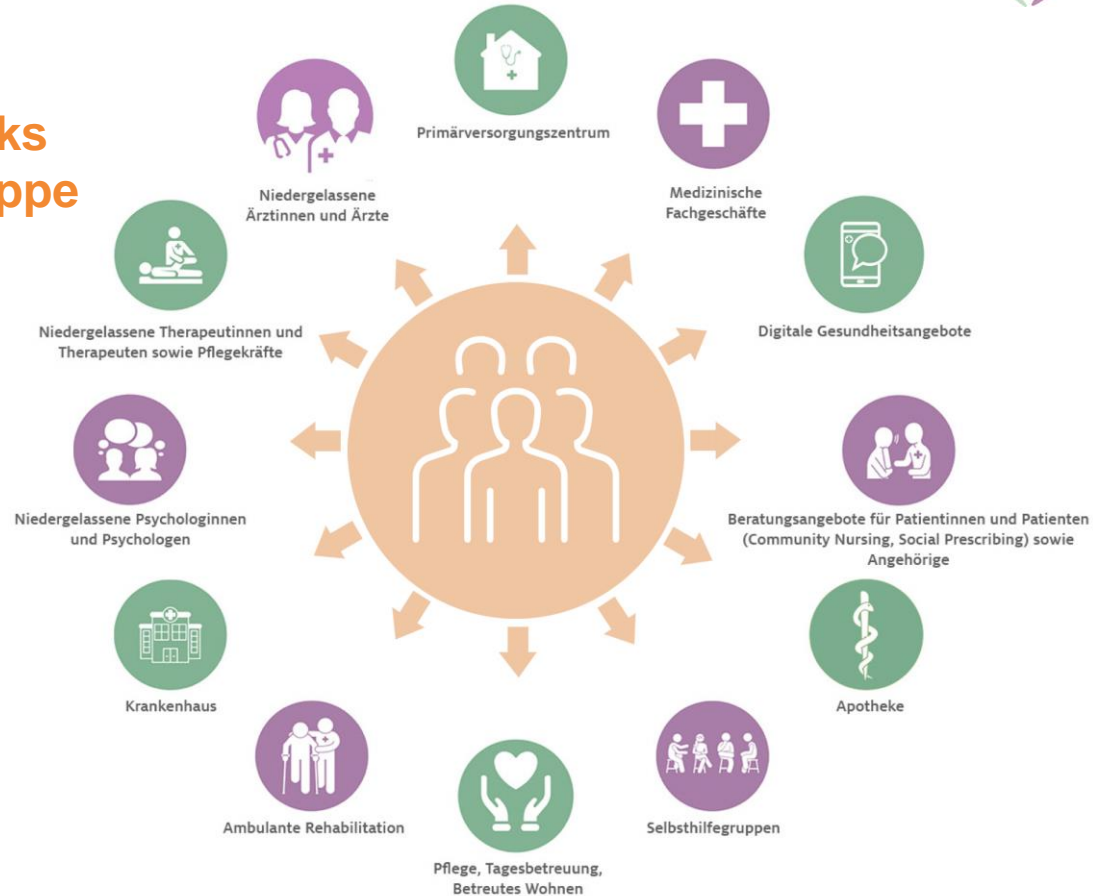 ks
ppe
Primärversorgungszentrum
Niedergelassene
Ärztinnen und Ärzte
Medizinische
Fachgeschäfte
Niedergelassene Therapeutinnen und
Therapeuten sowie Pflegekräfte
Digitale Gesundheitsangebote
Niedergelassene Psychologinnen
und Psychologen
Beratungsangebote für Patientinnen und Patienten
(Community Nursing, Social Prescribing) sowie
Angehörige
Krankenhaus
Apotheke
Ambulante Rehabilitation
Selbsthilfegruppen
Pflege, Tagesbetreuung,
Betreutes Wohnen